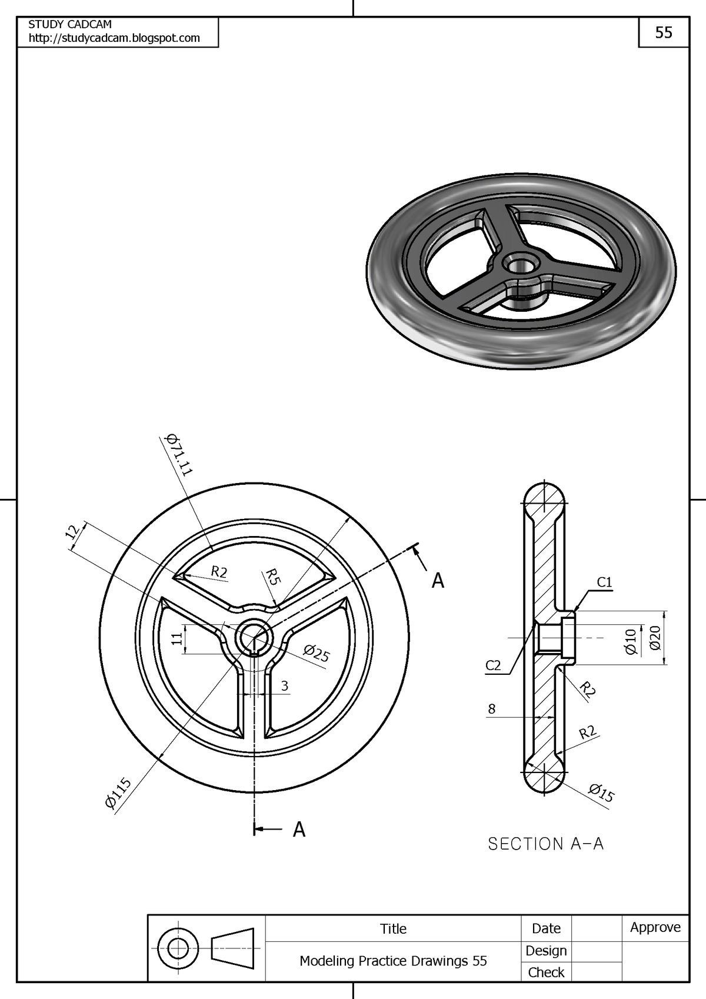 STUDY CADCAM
http://studycadcam.blogspot.com
55
Ø71.11
12
R2
R5
A
11
Ø25
3
Ø115
A
C1
Ø10
Ø20
C2
R2
8
R2
Ø15
SECTION A-A
Title
Date
Approve
Modeling Practice Drawings 55
Design
Check